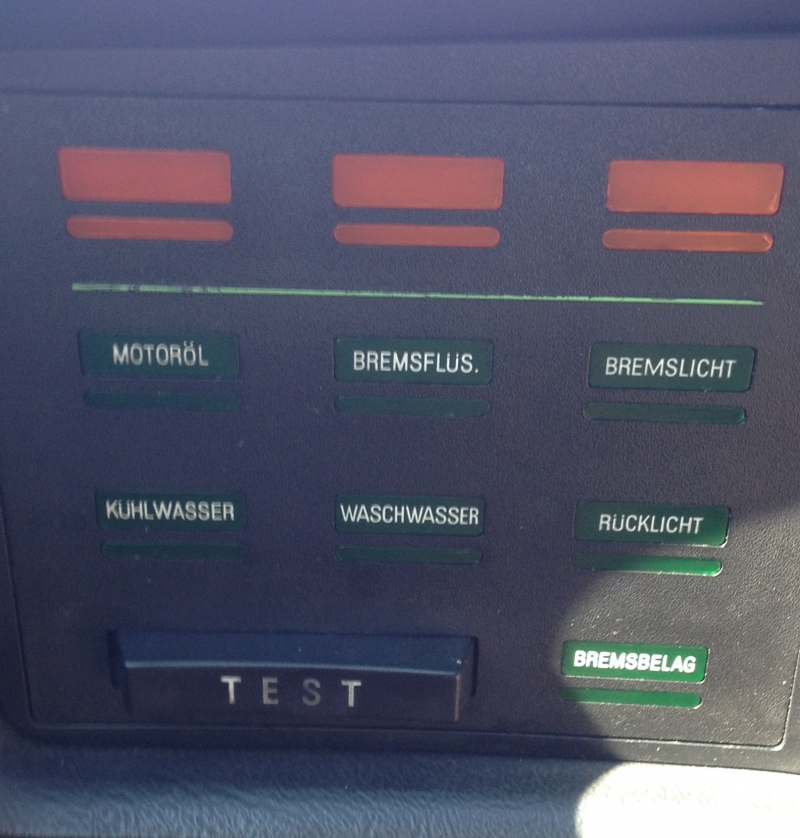 MOTORÖL
BREMSFLÜS.
BREMSLICHT
KÜHLWASSER
WASCHWASSER
RÜCKLICHT
TEST
BREMSBELAG